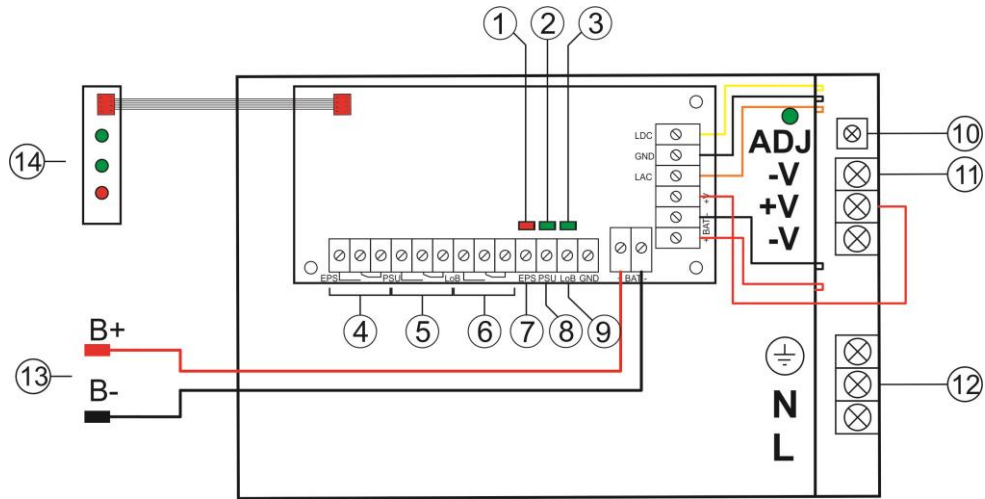 1 2 3
14
LDC
GND
LAC
+V
- BAT +
ADJ
-V
+V
-V
10
11
EPS PSU LoB EPS PSU LoB GND + BAT -
4 5 6 7 8 9
B+
13
B-
N
L
12